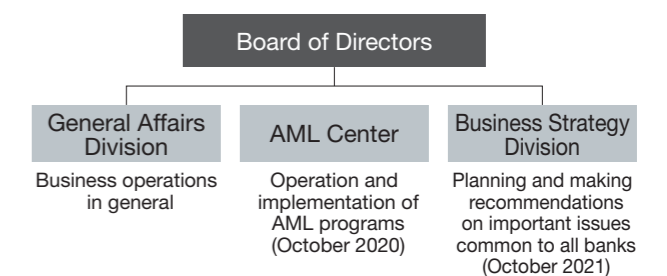 Board of Directors
General Affairs
Division
Business operations
in general
AML Center
Operation and
implementation of
AML programs
(October 2020)
Business Strategy
Division
Planning and making
recommendations
on important issues
common to all banks
(October 2021)